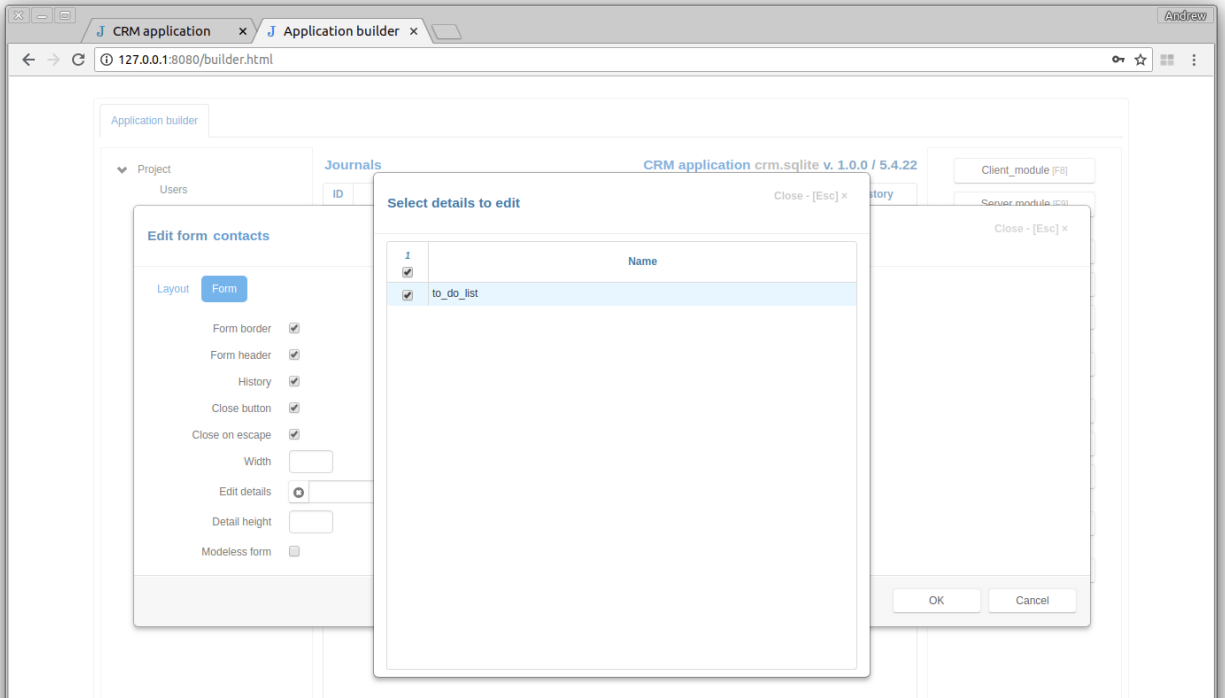 Andrew
CRM application × Application builder ×
127.0.0.1:8080/builder.html
Application builder
Project
Users
Journals CRM application crm.sqlite v. 1.0.0 / 5.4.22
ID
Client_module [F8]
Server module [F9]
Select details to edit Close - [Esc] ×
1
Name
to_do_list
Edit form contacts Close - [Esc] ×
Layout Form
Form border
Form header
History
Close button
Close on escape
Width
Edit details
Detail height
Modeless form
OK Cancel